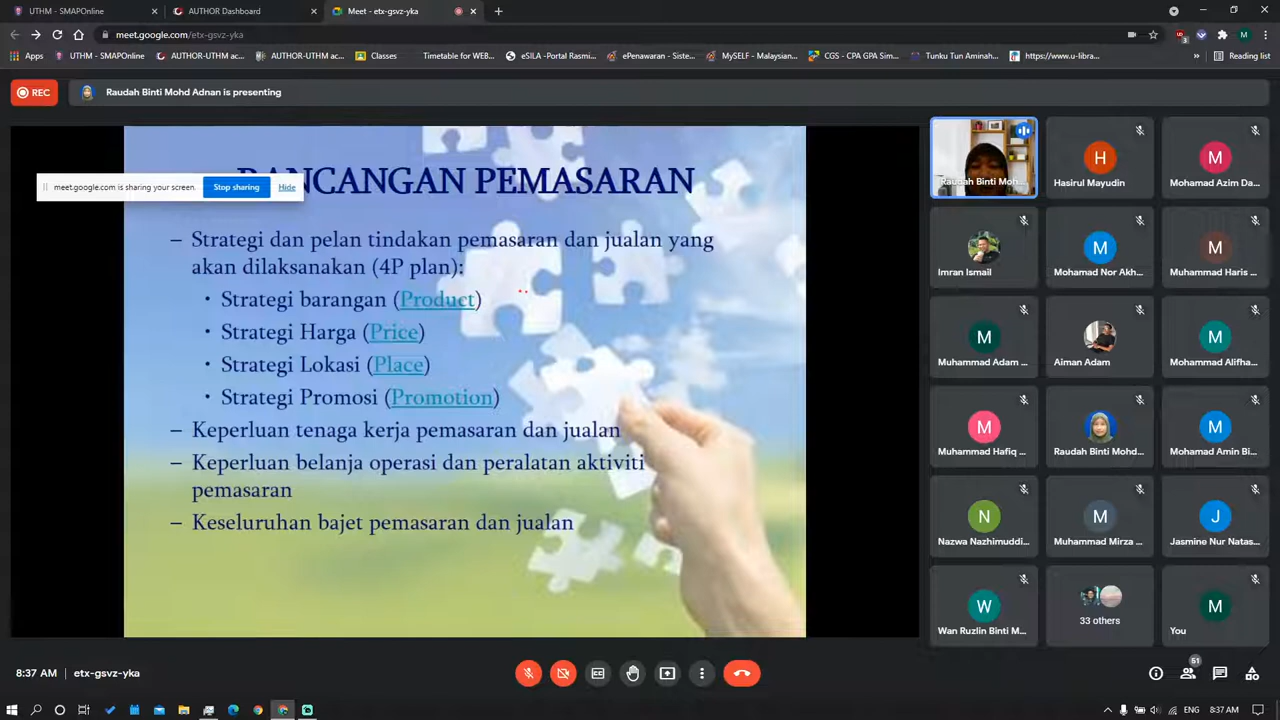 UTHM - SMAPOnline
AUTHOR Dashboard
Meet - etx-gsvz-yka
meet.google.com/etx-gsvz-yka
Apps
UTHM - SMAPOnline
AUTHOR-UTHM ac...
AUTHOR-UTHM ac...
Classes
Timetable for WEB...
eSILA - Portal Rasmi...
ePenawaran - Siste...
MySELF - Malaysian...
CGS - CPA GPA Sim...
Tunku Tun Aminah...
https://www.u-libra...
Reading list
REC
Raudah Binti Mohd Adnan is presenting
meet.google.com is sharing your screen.
Stop sharing
Hide
RANCANGAN PEMASARAN
– Strategi dan pelan tindakan pemasaran dan jualan yang
akan dilaksanakan (4P plan):
• Strategi barangan (Product)
• Strategi Harga (Price)
• Strategi Lokasi (Place)
• Strategi Promosi (Promotion)
– Keperluan tenaga kerja pemasaran dan jualan
– Keperluan belanja operasi dan peralatan aktiviti
pemasaran
– Keseluruhan bajet pemasaran dan jualan
Raudah Binti Moh...
H
Hasirul Mayudin
M
Mohamad Azim Da...
Imran Ismail
M
Mohamad Nor Akh...
M
Muhammad Haris ...
M
Muhammad Adam ...
Aiman Adam
M
Mohammad Alifha...
M
Muhammad Hafiq ...
Raudah Binti Mohd...
M
Mohamad Amin Bi...
N
Nazwa Nazhimuddi...
M
Muhammad Mirza ...
J
Jasmine Nur Natas...
W
Wan Ruzlin Binti M...
33 others
M
You
8:37 AM
etx-gsvz-yka
51
ENG
8:37 AM